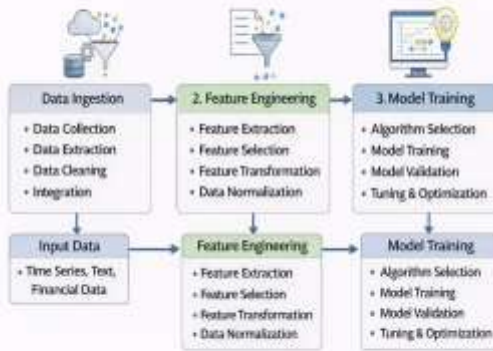 Data Ingestion
• Data Collection
• Data Extraction
• Data Cleaning
• Integration
2. Feature Engineering
• Feature Extraction
• Feature Selection
• Feature Transformation
• Data Normalization
3. Model Training
• Algorithm Selection
• Model Training
• Model Validation
• Tuning & Optimization
Input Data
• Time Series, Text,
Financial Data
Feature Engineering
• Feature Extraction
• Feature Selection
• Feature Transformation
• Data Normalization
Model Training
• Algorithm Selection
• Model Training
• Model Validation
• Tuning & Optimization